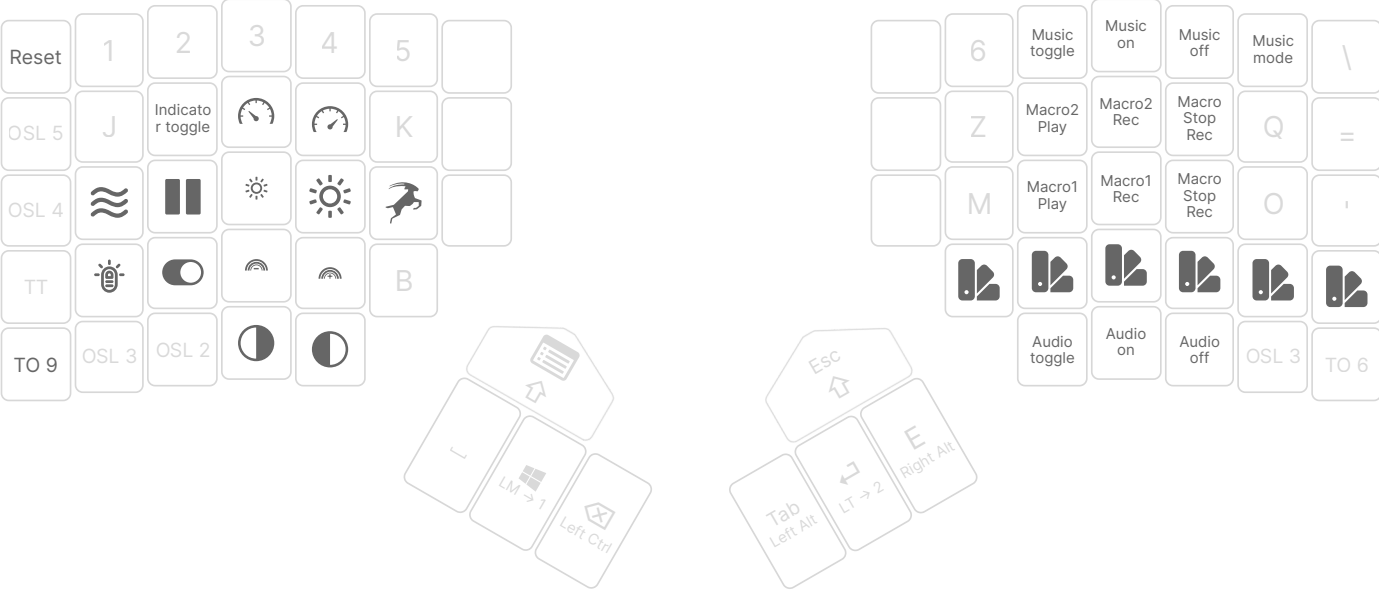 Reset
1
2
3
4
5
6
Music
toggle
Music
on
Music
off
Music
mode
\
OSL 5
J
Indicato
r toggle
K
Z
Macro2
Play
Macro2
Rec
Macro
Stop
Rec
Q
=
OSL 4
M
Macro1
Play
Macro1
Rec
Macro
Stop
Rec
O
'
TT
B
TO 9
OSL 3
OSL 2
Audio
toggle
Audio
on
Audio
off
OSL 3
TO 6
Esc
LM → 1
Left Ctrl
Tab
Left Alt
LT → 2
E
Right Alt